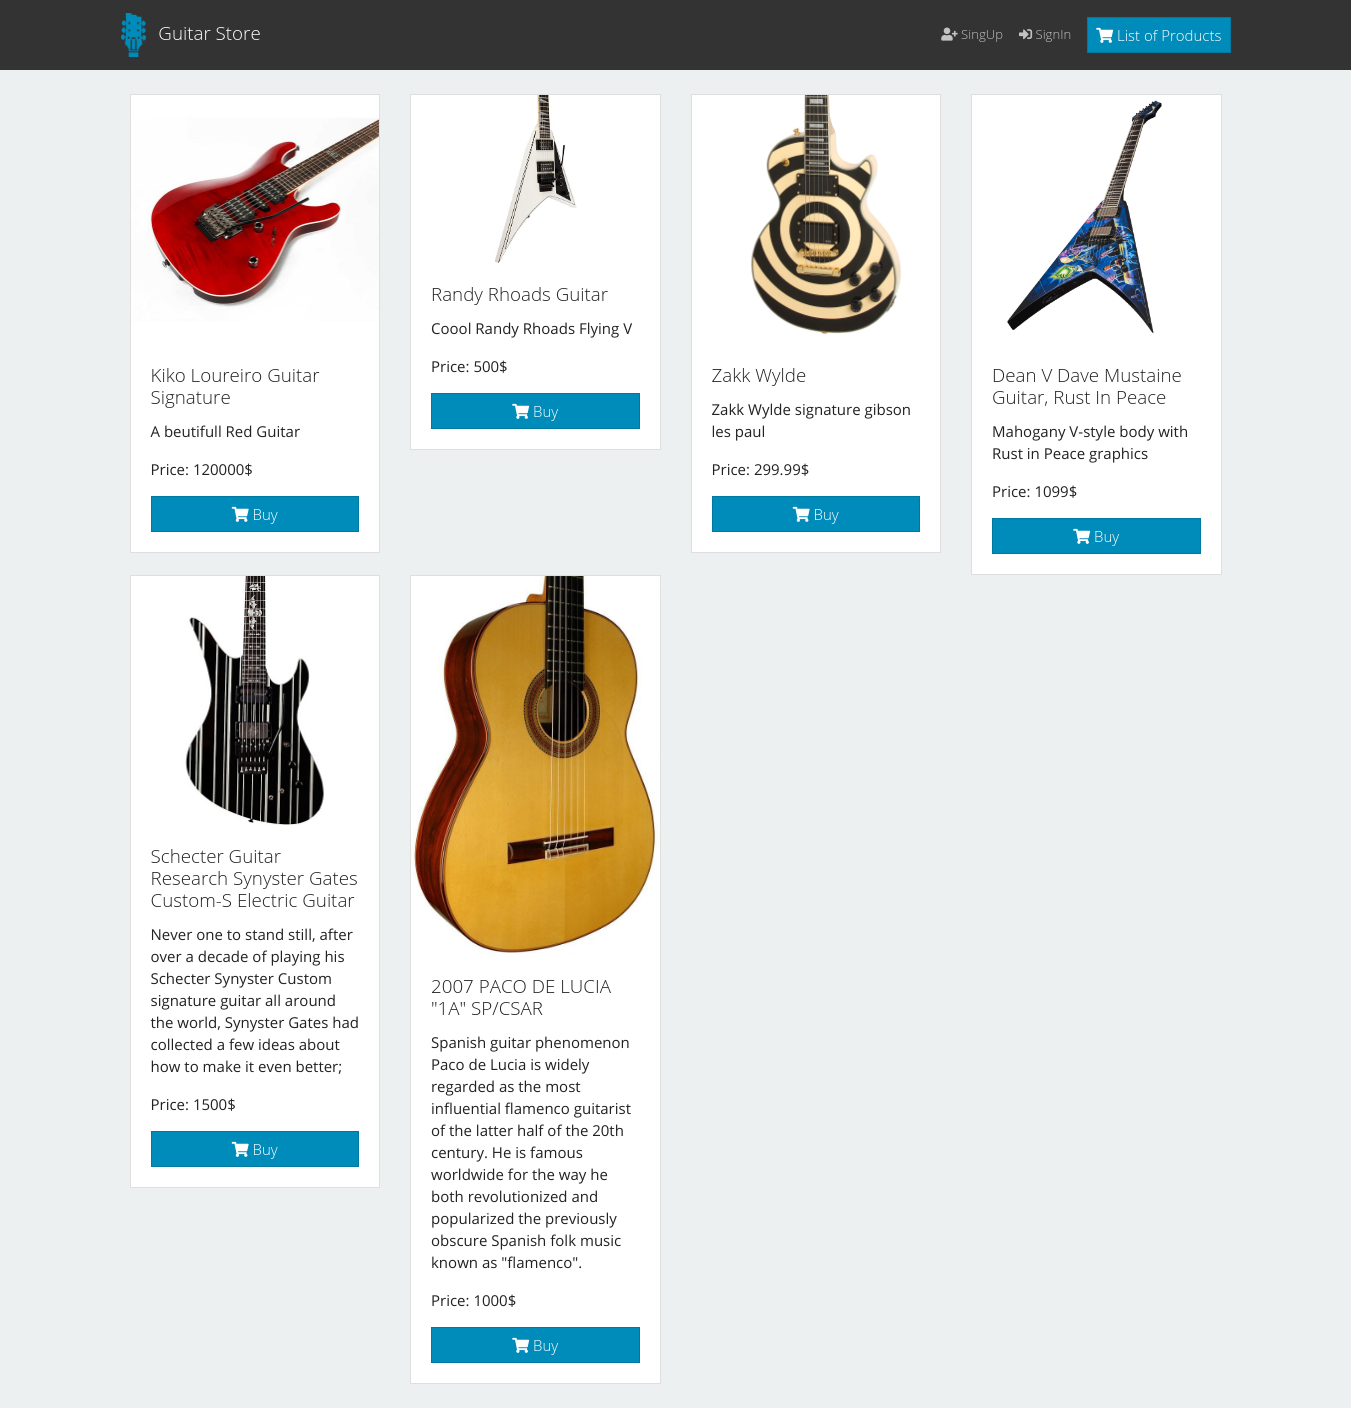 Guitar Store
SingUp
SignIn
List of Products
Kiko Loureiro Guitar
Signature
A beutifull Red Guitar
Price: 120000$
Buy
Randy Rhoads Guitar
Coool Randy Rhoads Flying V
Price: 500$
Buy
Zakk Wylde
Zakk Wylde signature gibson
les paul
Price: 299.99$
Buy
Dean V Dave Mustaine
Guitar, Rust In Peace
Mahogany V-style body with
Rust in Peace graphics
Price: 1099$
Buy
Schecter Guitar
Research Synyster Gates
Custom-S Electric Guitar
Never one to stand still, after
over a decade of playing his
Schecter Synyster Custom
signature guitar all around
the world, Synyster Gates had
collected a few ideas about
how to make it even better;
Price: 1500$
Buy
2007 PACO DE LUCIA
"1A" SP/CSAR
Spanish guitar phenomenon
Paco de Lucia is widely
regarded as the most
influential flamenco guitarist
of the latter half of the 20th
century. He is famous
worldwide for the way he
both revolutionized and
popularized the previously
obscure Spanish folk music
known as "flamenco".
Price: 1000$
Buy